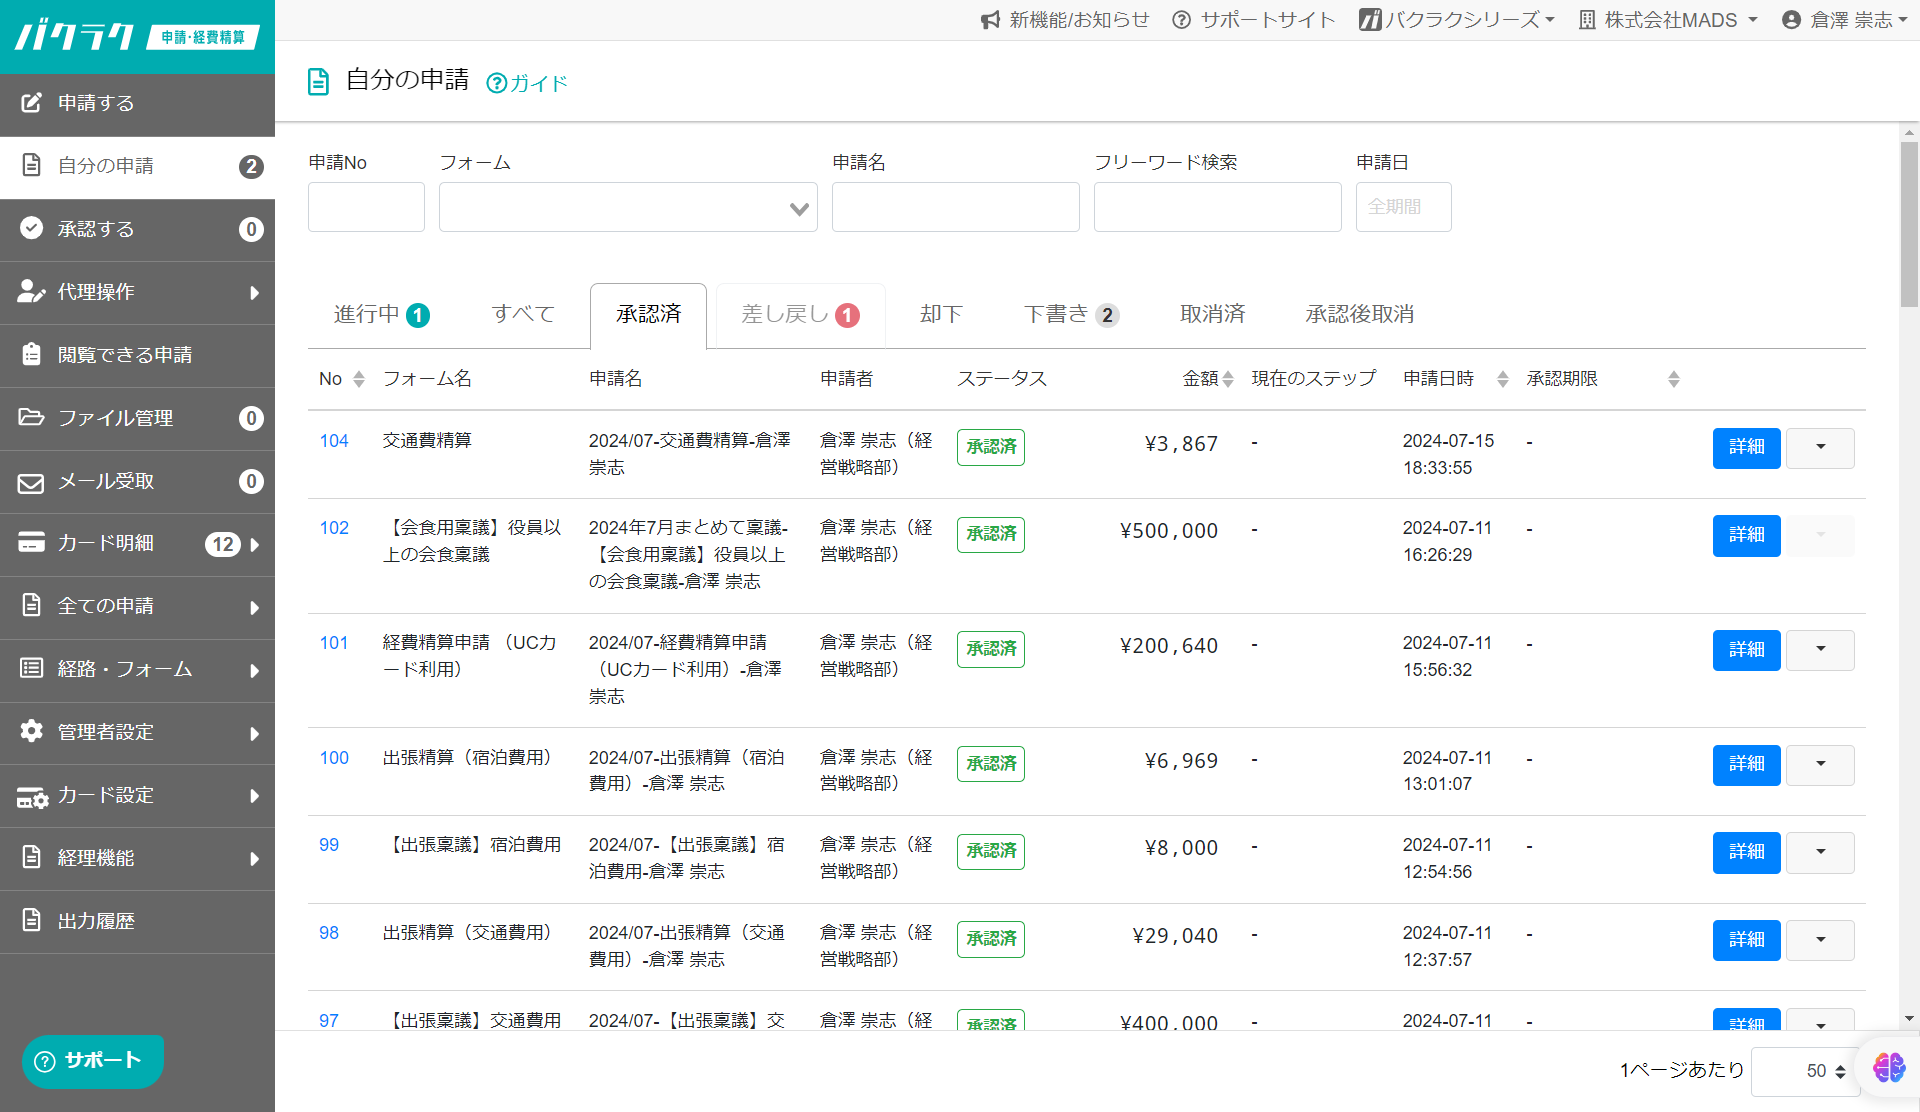 バクラク 申請・経費精算
新機能/お知らせ サポートサイト バクラクシリーズ 株式会社MADS 倉澤 崇志
申請する
自分の申請 2
承認する 0
代理操作
閲覧できる申請
ファイル管理 0
メール受取 0
カード明細 12
全ての申請
経路・フォーム
管理者設定
カード設定
経理機能
出力履歴
サポート
自分の申請 ガイド
申請No フォーム 申請名 フリーワード検索 申請日
全期間
進行中 1 すべて 承認済 差し戻し 1 却下 下書き 2 取消済 承認後取消
No フォーム名 申請名 申請者 ステータス 金額 現在のステップ 申請日時 承認期限
104 交通費精算 2024/07-交通費精算-倉澤 倉澤 崇志（経 承認済 ¥3,867 - 2024-07-15 - 詳細
崇志 営戦略部） 18:33:55
102 【会食用稟議】役員以 2024年7月まとめて稟議- 倉澤 崇志（経 承認済 ¥500,000 - 2024-07-11 - 詳細
上の会食稟議 【会食用稟議】役員以上 営戦略部） 16:26:29
の会食稟議-倉澤 崇志
101 経費精算申請 （UCカ 2024/07-経費精算申請 倉澤 崇志（経 承認済 ¥200,640 - 2024-07-11 - 詳細
ード利用） （UCカード利用）-倉澤 営戦略部） 15:56:32
崇志
100 出張精算（宿泊費用） 2024/07-出張精算（宿泊 倉澤 崇志（経 承認済 ¥6,969 - 2024-07-11 - 詳細
費用）-倉澤 崇志 営戦略部） 13:01:07
99 【出張稟議】宿泊費用 2024/07-【出張稟議】宿 倉澤 崇志（経 承認済 ¥8,000 - 2024-07-11 - 詳細
泊費用-倉澤 崇志 営戦略部） 12:54:56
98 出張精算（交通費用） 2024/07-出張精算（交通 倉澤 崇志（経 承認済 ¥29,040 - 2024-07-11 - 詳細
費用）-倉澤 崇志 営戦略部） 12:37:57
97 【出張稟議】交通費用 2024/07-【出張稟議】交 倉澤 崇志（経 承認済 ¥400,000 - 2024-07-11 - 詳細
1ページあたり 50